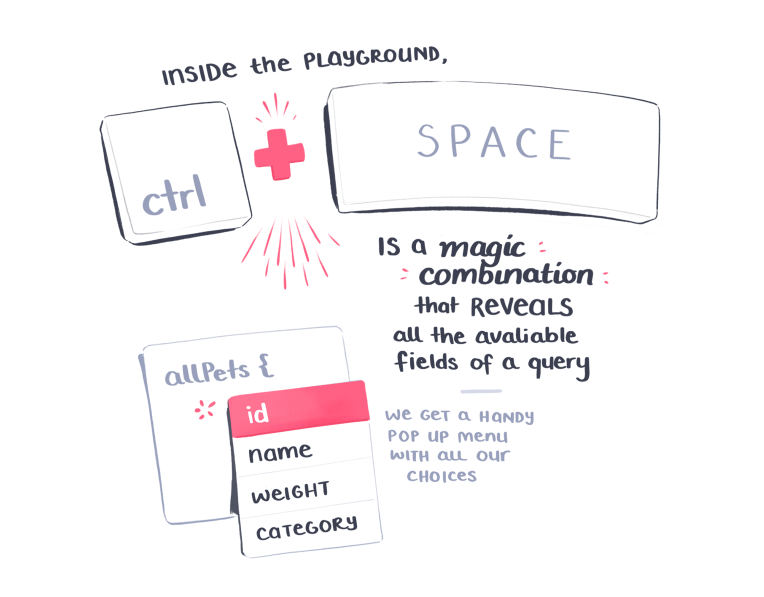 INSIDE the PLAYGROUND,
ctrl
SPACE
IS a magic
combination
that REVEALS
all the avaliable
fields of a query
allPets {
id
name
WEIGHT
CATEGORY
WE GET a HANDY
POP UP menu
WITH all our
CHOICES